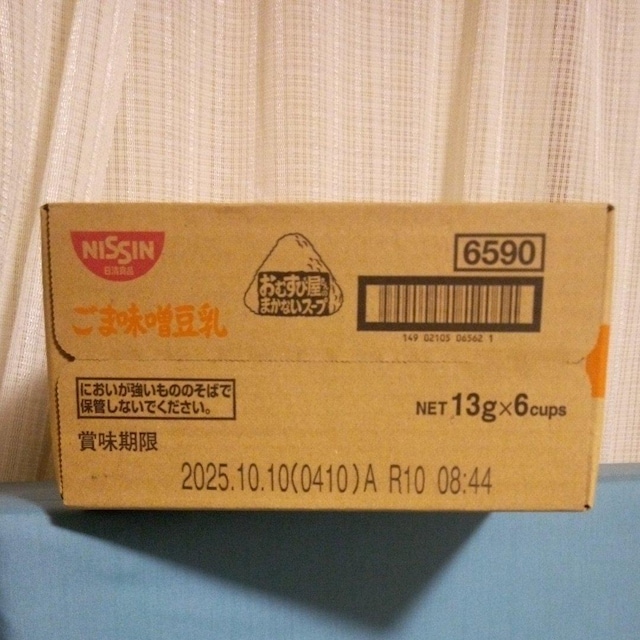 NISSIN
日清食品
ごま味噌豆乳
おむすび屋さんの
まかないスープ
6590
149 02105 06562 1
においが強いもののそばで
保管しないでください。
NET 13g×6cups
賞味期限
2025.10.10(0410)A R10 08:44